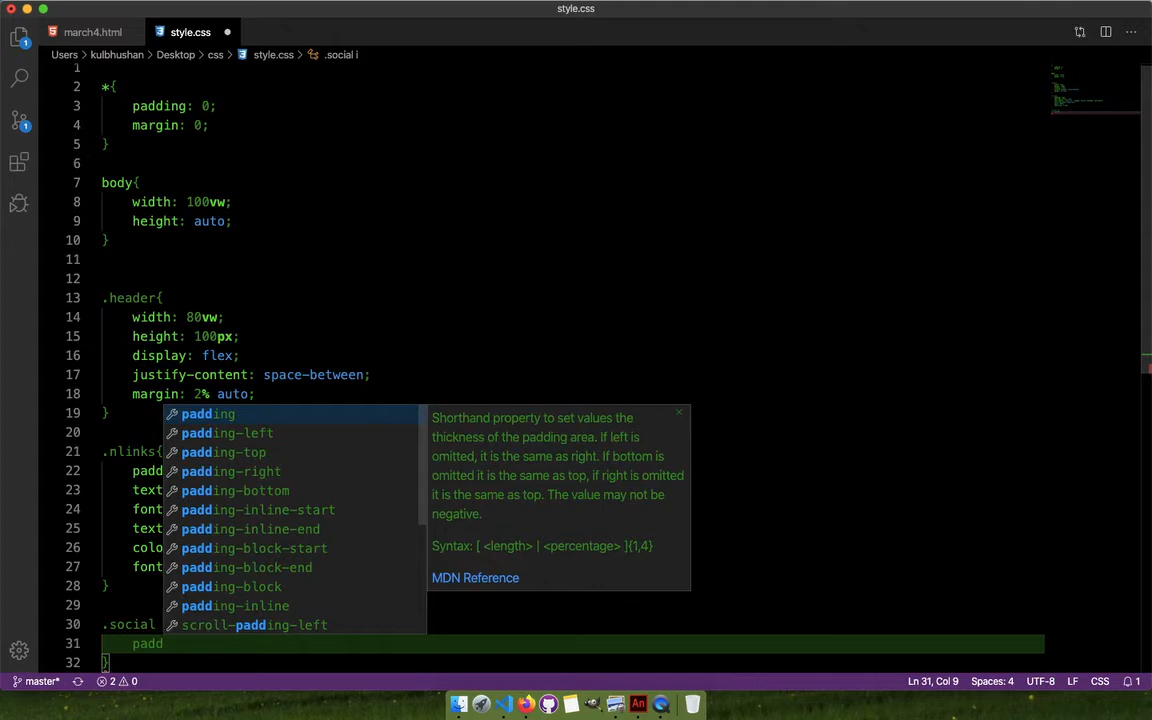 style.css
march4.html
style.css
Users > kulbhushan > Desktop > css > style.css > .social i
1
2 *{
3 padding: 0;
4 margin: 0;
5 }
6
7 body{
8 width: 100vw;
9 height: auto;
10 }
11
12
13 .header{
14 width: 80vw;
15 height: 100px;
16 display: flex;
17 justify-content: space-between;
18 margin: 2% auto;
19 }
20
21 .nlinks{
22 padd
23 text
24 font
25 text
26 colo
27 font
28 }
29
30 .social
31 padd
32 }
padding
padding-left
padding-top
padding-right
padding-bottom
padding-inline-start
padding-inline-end
padding-block-start
padding-block-end
padding-block
padding-inline
scroll-padding-left
Shorthand property to set values the
thickness of the padding area. If left is
omitted, it is the same as right. If bottom is
omitted it is the same as top, if right is omitted
it is the same as top. The value may not be
negative.
Syntax: [ <length> | <percentage> ]{1,4}
MDN Reference
master* 2 0 Ln 31, Col 9 Spaces: 4 UTF-8 LF CSS 1
An